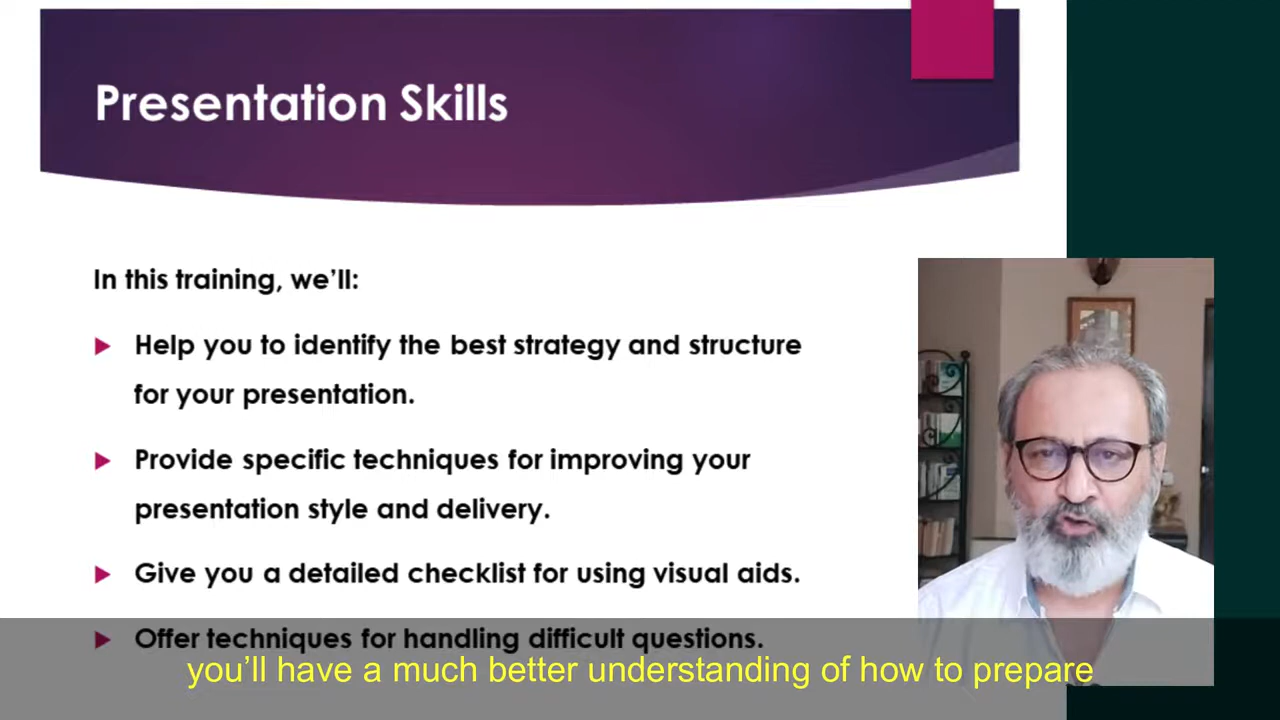 Presentation Skills
In this training, we'll:
Help you to identify the best strategy and structure
for your presentation.
Provide specific techniques for improving your
presentation style and delivery.
Give you a detailed checklist for using visual aids.
Offer techniques for handling difficult questions.
you'll have a much better understanding of how to prepare